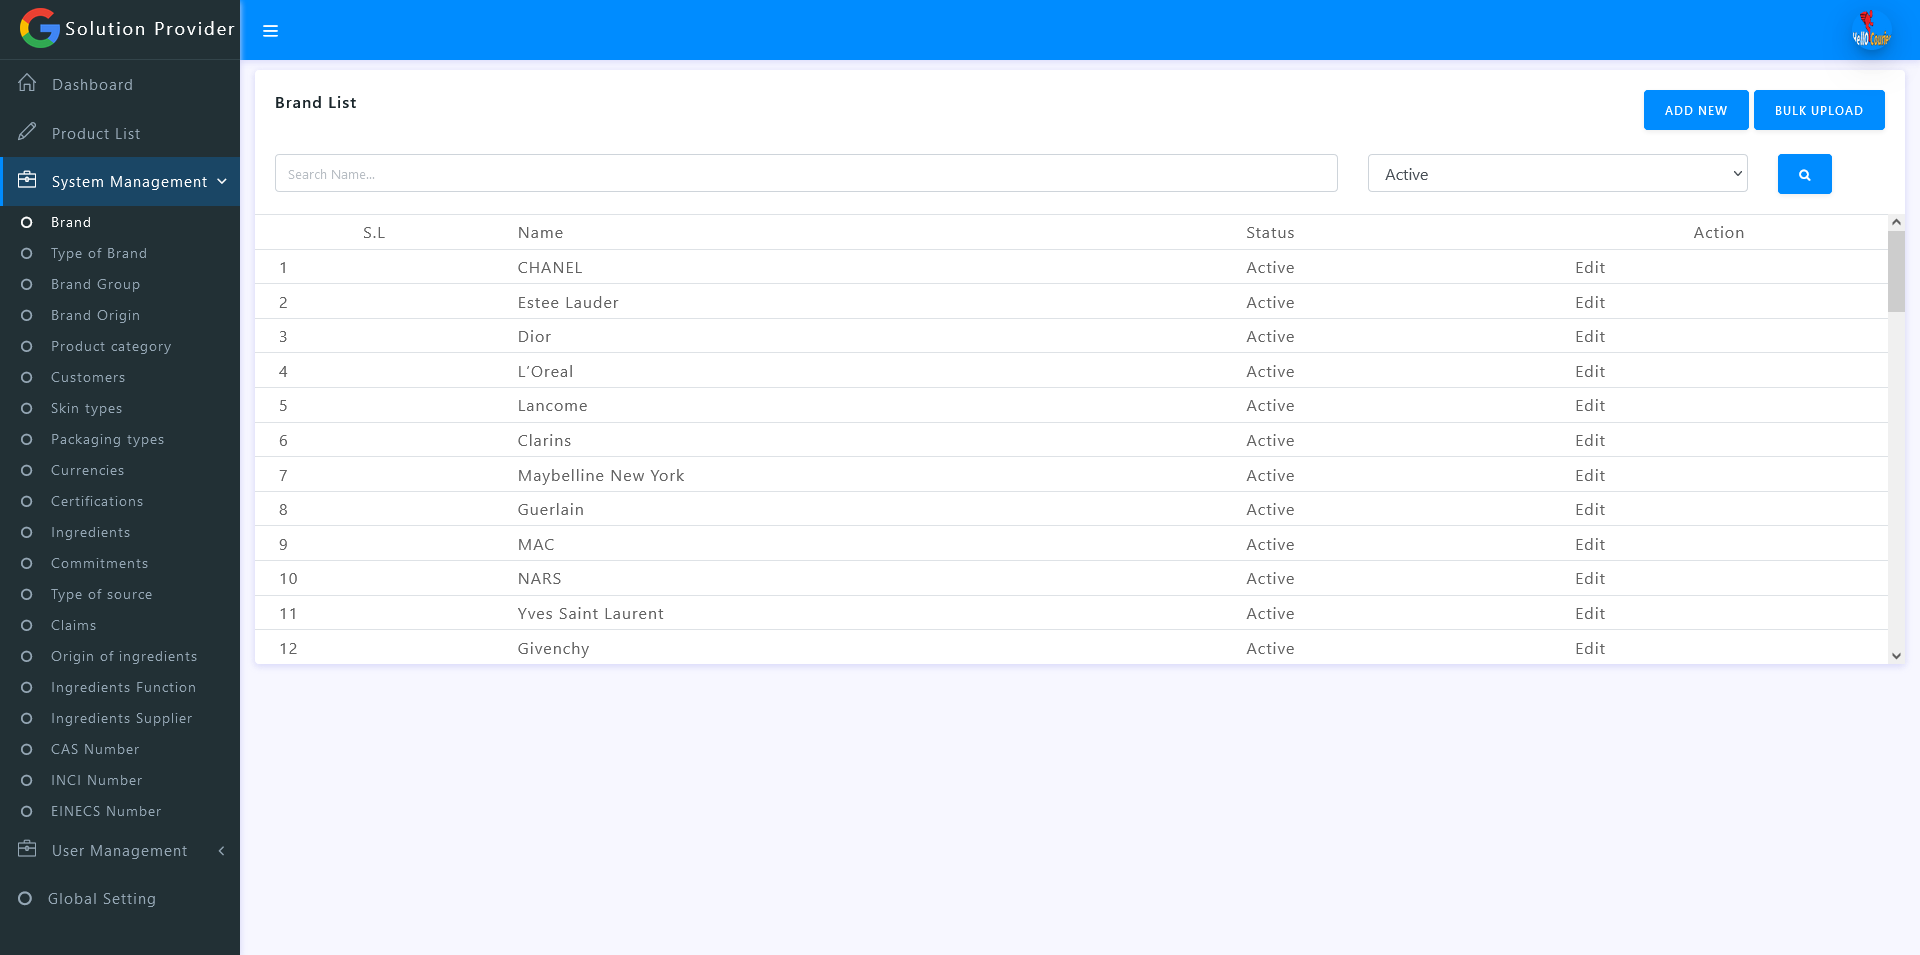 Solution Provider
Dashboard
Product List
System Management
Brand
Type of Brand
Brand Group
Brand Origin
Product category
Customers
Skin types
Packaging types
Currencies
Certifications
Ingredients
Commitments
Type of source
Claims
Origin of ingredients
Ingredients Function
Ingredients Supplier
CAS Number
INCI Number
EINECS Number
User Management
Global Setting
HellO Courier
Brand List
ADD NEW BULK UPLOAD
Search Name... Active
S.L Name Status Action
1 CHANEL Active Edit
2 Estee Lauder Active Edit
3 Dior Active Edit
4 L’Oreal Active Edit
5 Lancome Active Edit
6 Clarins Active Edit
7 Maybelline New York Active Edit
8 Guerlain Active Edit
9 MAC Active Edit
10 NARS Active Edit
11 Yves Saint Laurent Active Edit
12 Givenchy Active Edit